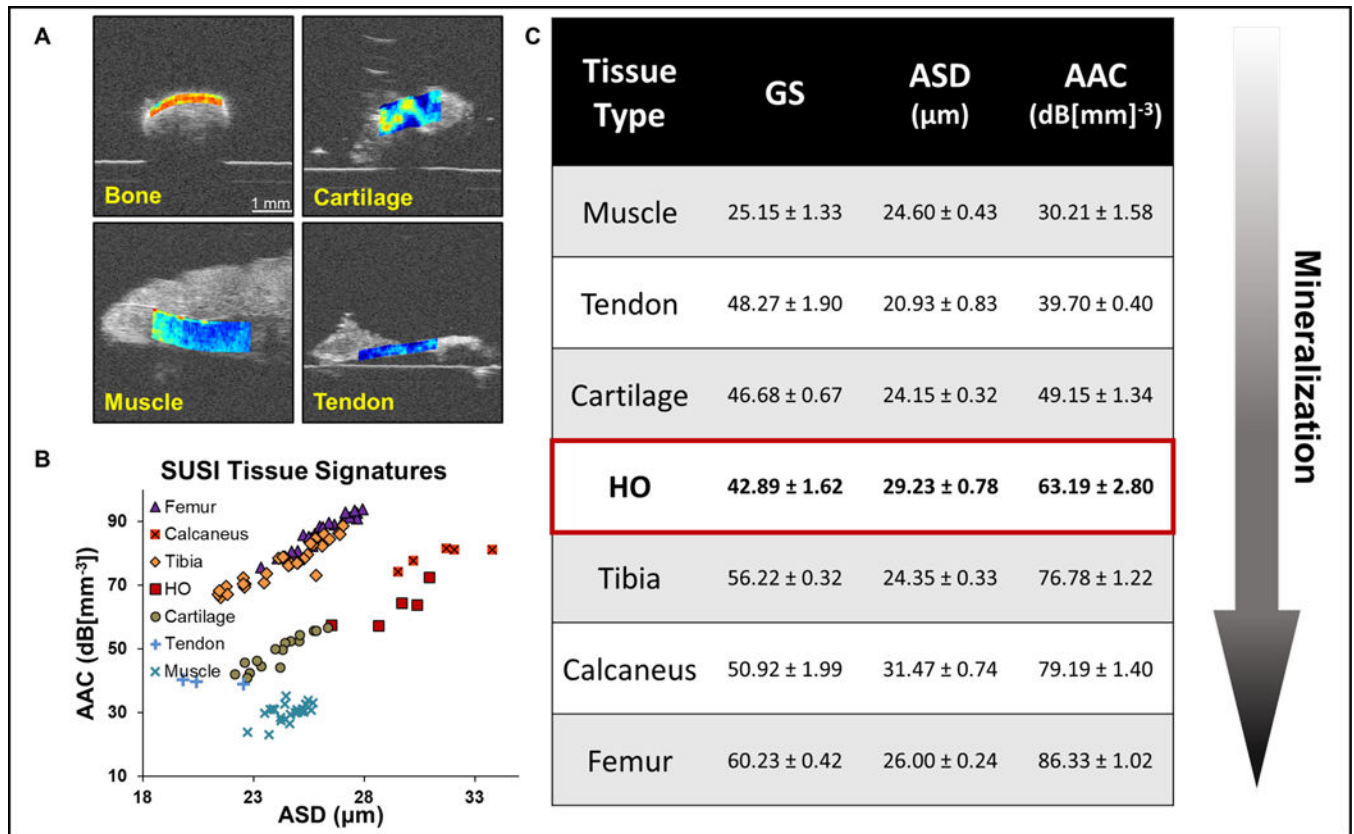 A
Bone
1 mm
Cartilage
Muscle
Tendon
B
SUSI Tissue Signatures
AAC (dB[mm⁻³])
90
70
50
30
10
Femur
Calcaneus
Tibia
HO
Cartilage
Tendon
Muscle
18 23 28 33
ASD (µm)
C
Tissue Type GS ASD (µm) AAC (dB[mm]⁻³)
Muscle 25.15 ± 1.33 24.60 ± 0.43 30.21 ± 1.58
Tendon 48.27 ± 1.90 20.93 ± 0.83 39.70 ± 0.40
Cartilage 46.68 ± 0.67 24.15 ± 0.32 49.15 ± 1.34
HO 42.89 ± 1.62 29.23 ± 0.78 63.19 ± 2.80
Tibia 56.22 ± 0.32 24.35 ± 0.33 76.78 ± 1.22
Calcaneus 50.92 ± 1.99 31.47 ± 0.74 79.19 ± 1.40
Femur 60.23 ± 0.42 26.00 ± 0.24 86.33 ± 1.02
Mineralization